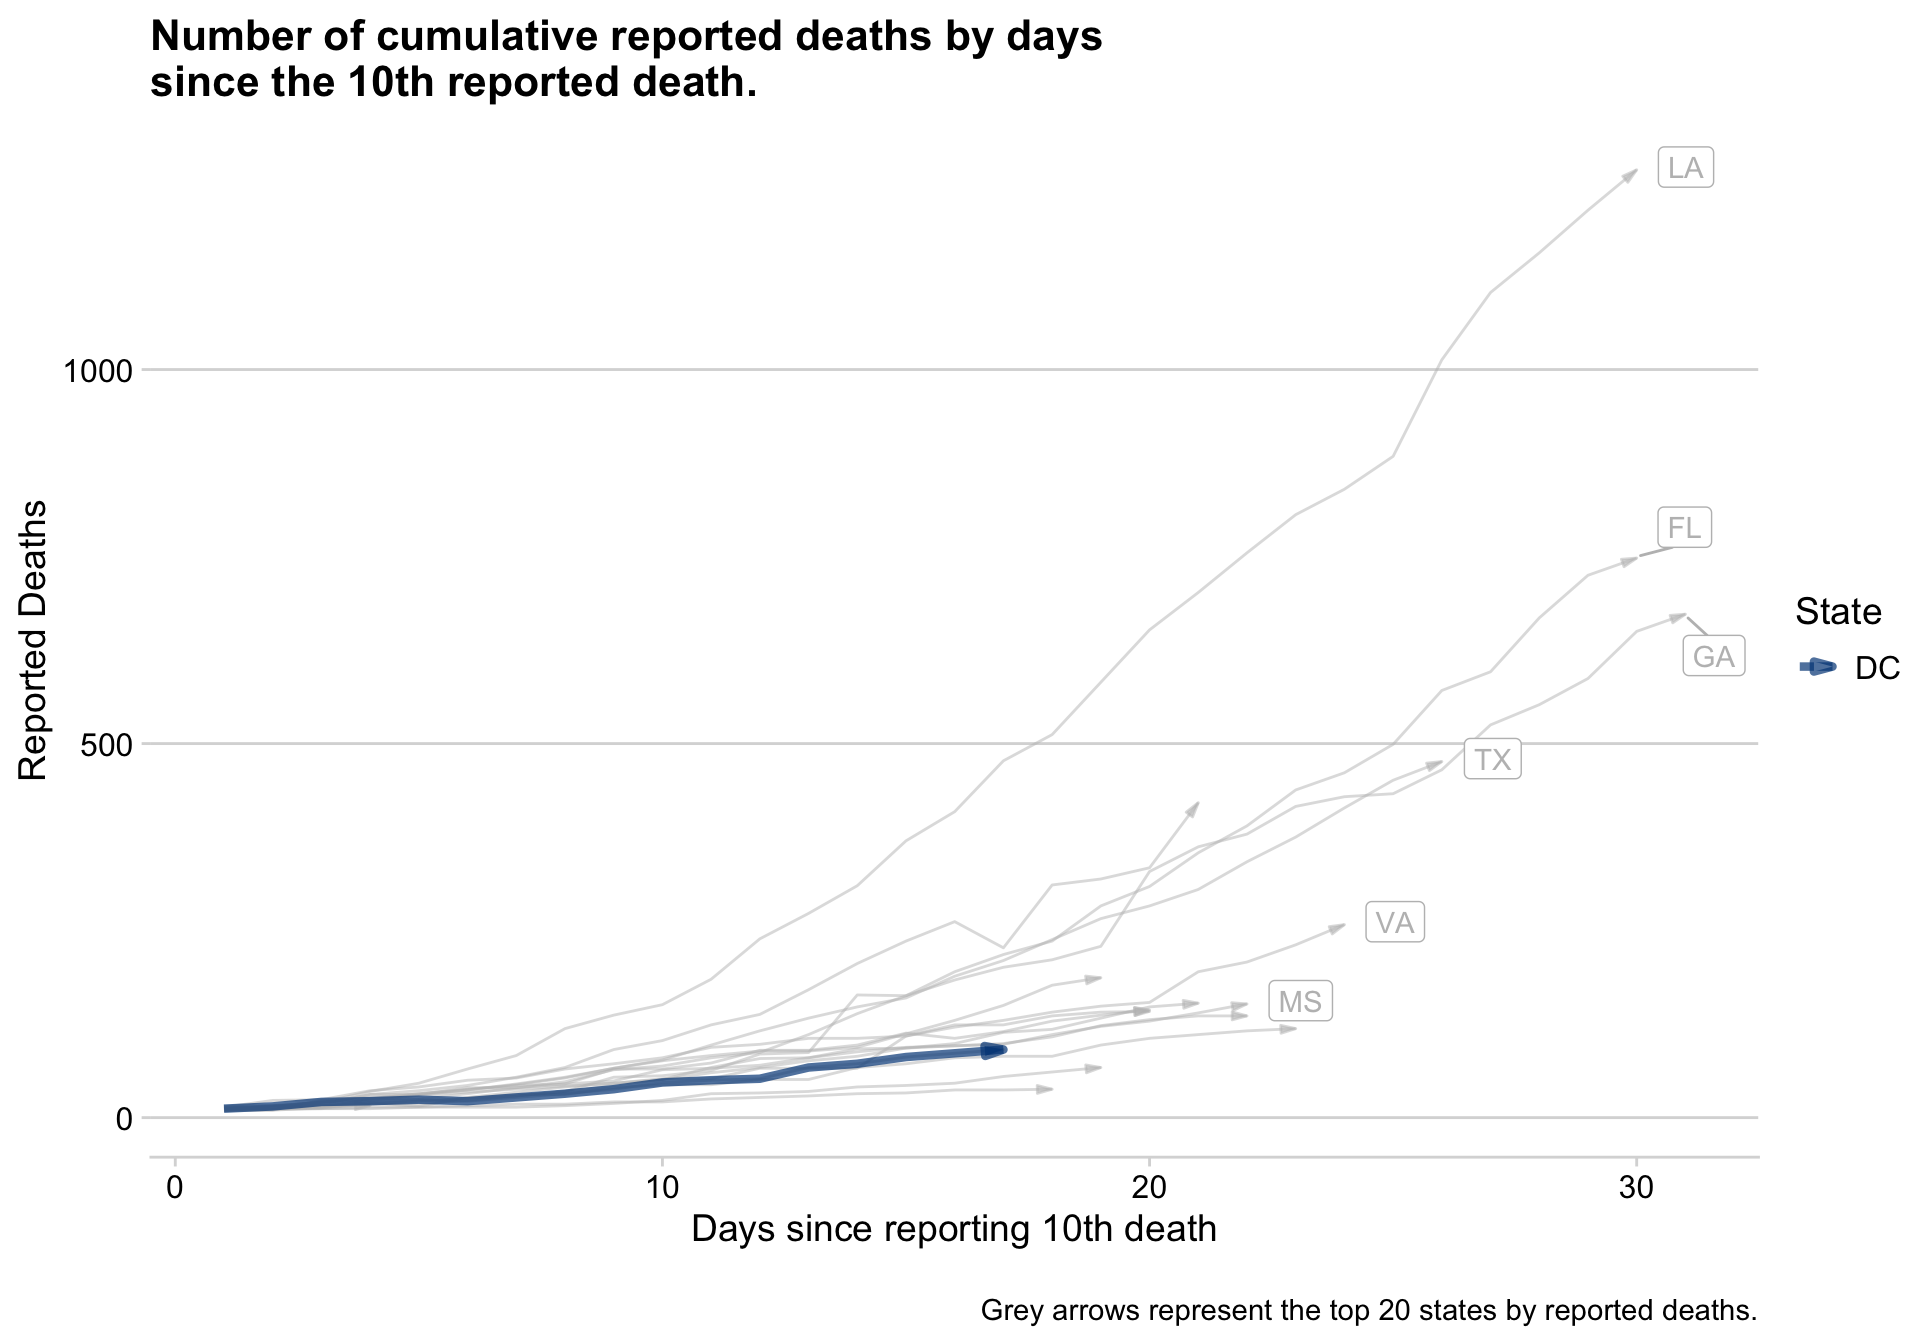 Number of cumulative reported deaths by days
since the 10th reported death.
LA
1000
FL
Reported Deaths
State
GA
DC
500
TX
VA
MS
0
0 10 20 30
Days since reporting 10th death
Grey arrows represent the top 20 states by reported deaths.